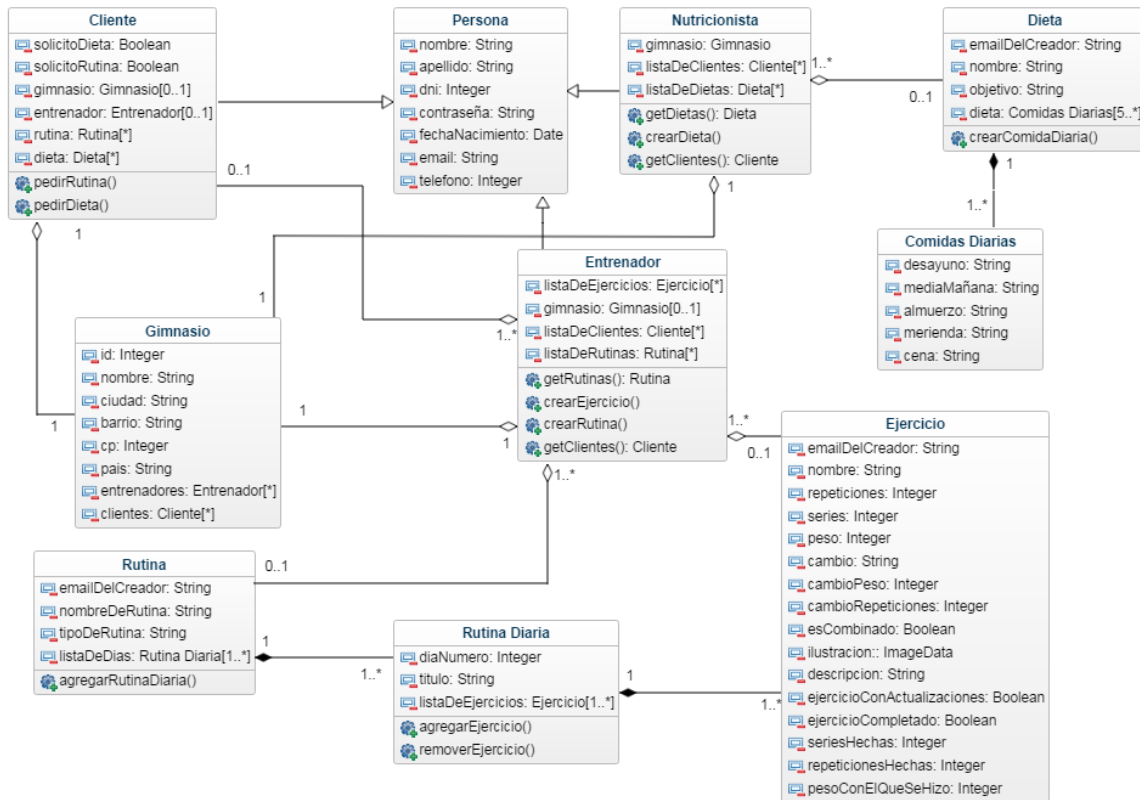 Cliente
solicitoDieta: Boolean
solicitoRutina: Boolean
gimnasio: Gimnasio[0..1]
entrenador: Entrenador[0..1]
rutina: Rutina[*]
dieta: Dieta[*]
pedirRutina()
pedirDieta()
Persona
nombre: String
apellido: String
dni: Integer
contraseña: String
fechaNacimiento: Date
email: String
telefono: Integer
Nutricionista
gimnasio: Gimnasio
listaDeClientes: Cliente[*]
listaDeDietas: Dieta[*]
getDietas(): Dieta
crearDieta()
getClientes(): Cliente
1..*
0..1
Dieta
emailDelCreador: String
nombre: String
objetivo: String
dieta: Comidas Diarias[5..*]
crearComidaDiaria()
1
1..*
Comidas Diarias
desayuno: String
mediaMañana: String
almuerzo: String
merienda: String
cena: String
0..1
1
1
1
Entrenador
listaDeEjercicios: Ejercicio[*]
gimnasio: Gimnasio[0..1]
listaDeClientes: Cliente[*]
listaDeRutinas: Rutina[*]
getRutinas(): Rutina
crearEjercicio()
crearRutina()
getClientes(): Cliente
1..*
Gimnasio
id: Integer
nombre: String
ciudad: String
barrio: String
cp: Integer
pais: String
entrenadores: Entrenador[*]
clientes: Cliente[*]
1
1
1
1..*
0..1
1..*
0..1
Ejercicio
emailDelCreador: String
nombre: String
repeticiones: Integer
series: Integer
peso: Integer
cambio: String
cambioPeso: Integer
cambioRepeticiones: Integer
esCombinado: Boolean
ilustracion:: ImageData
descripcion: String
ejercicioConActualizaciones: Boolean
ejercicioCompletado: Boolean
seriesHechas: Integer
repeticionesHechas: Integer
pesoConElQueSeHizo: Integer
Rutina
emailDelCreador: String
nombreDeRutina: String
tipoDeRutina: String
listaDeDias: Rutina Diaria[1..*]
agregarRutinaDiaria()
1
1..*
Rutina Diaria
diaNumero: Integer
titulo: String
listaDeEjercicios: Ejercicio[1..*]
agregarEjercicio()
removerEjercicio()
1
1..*